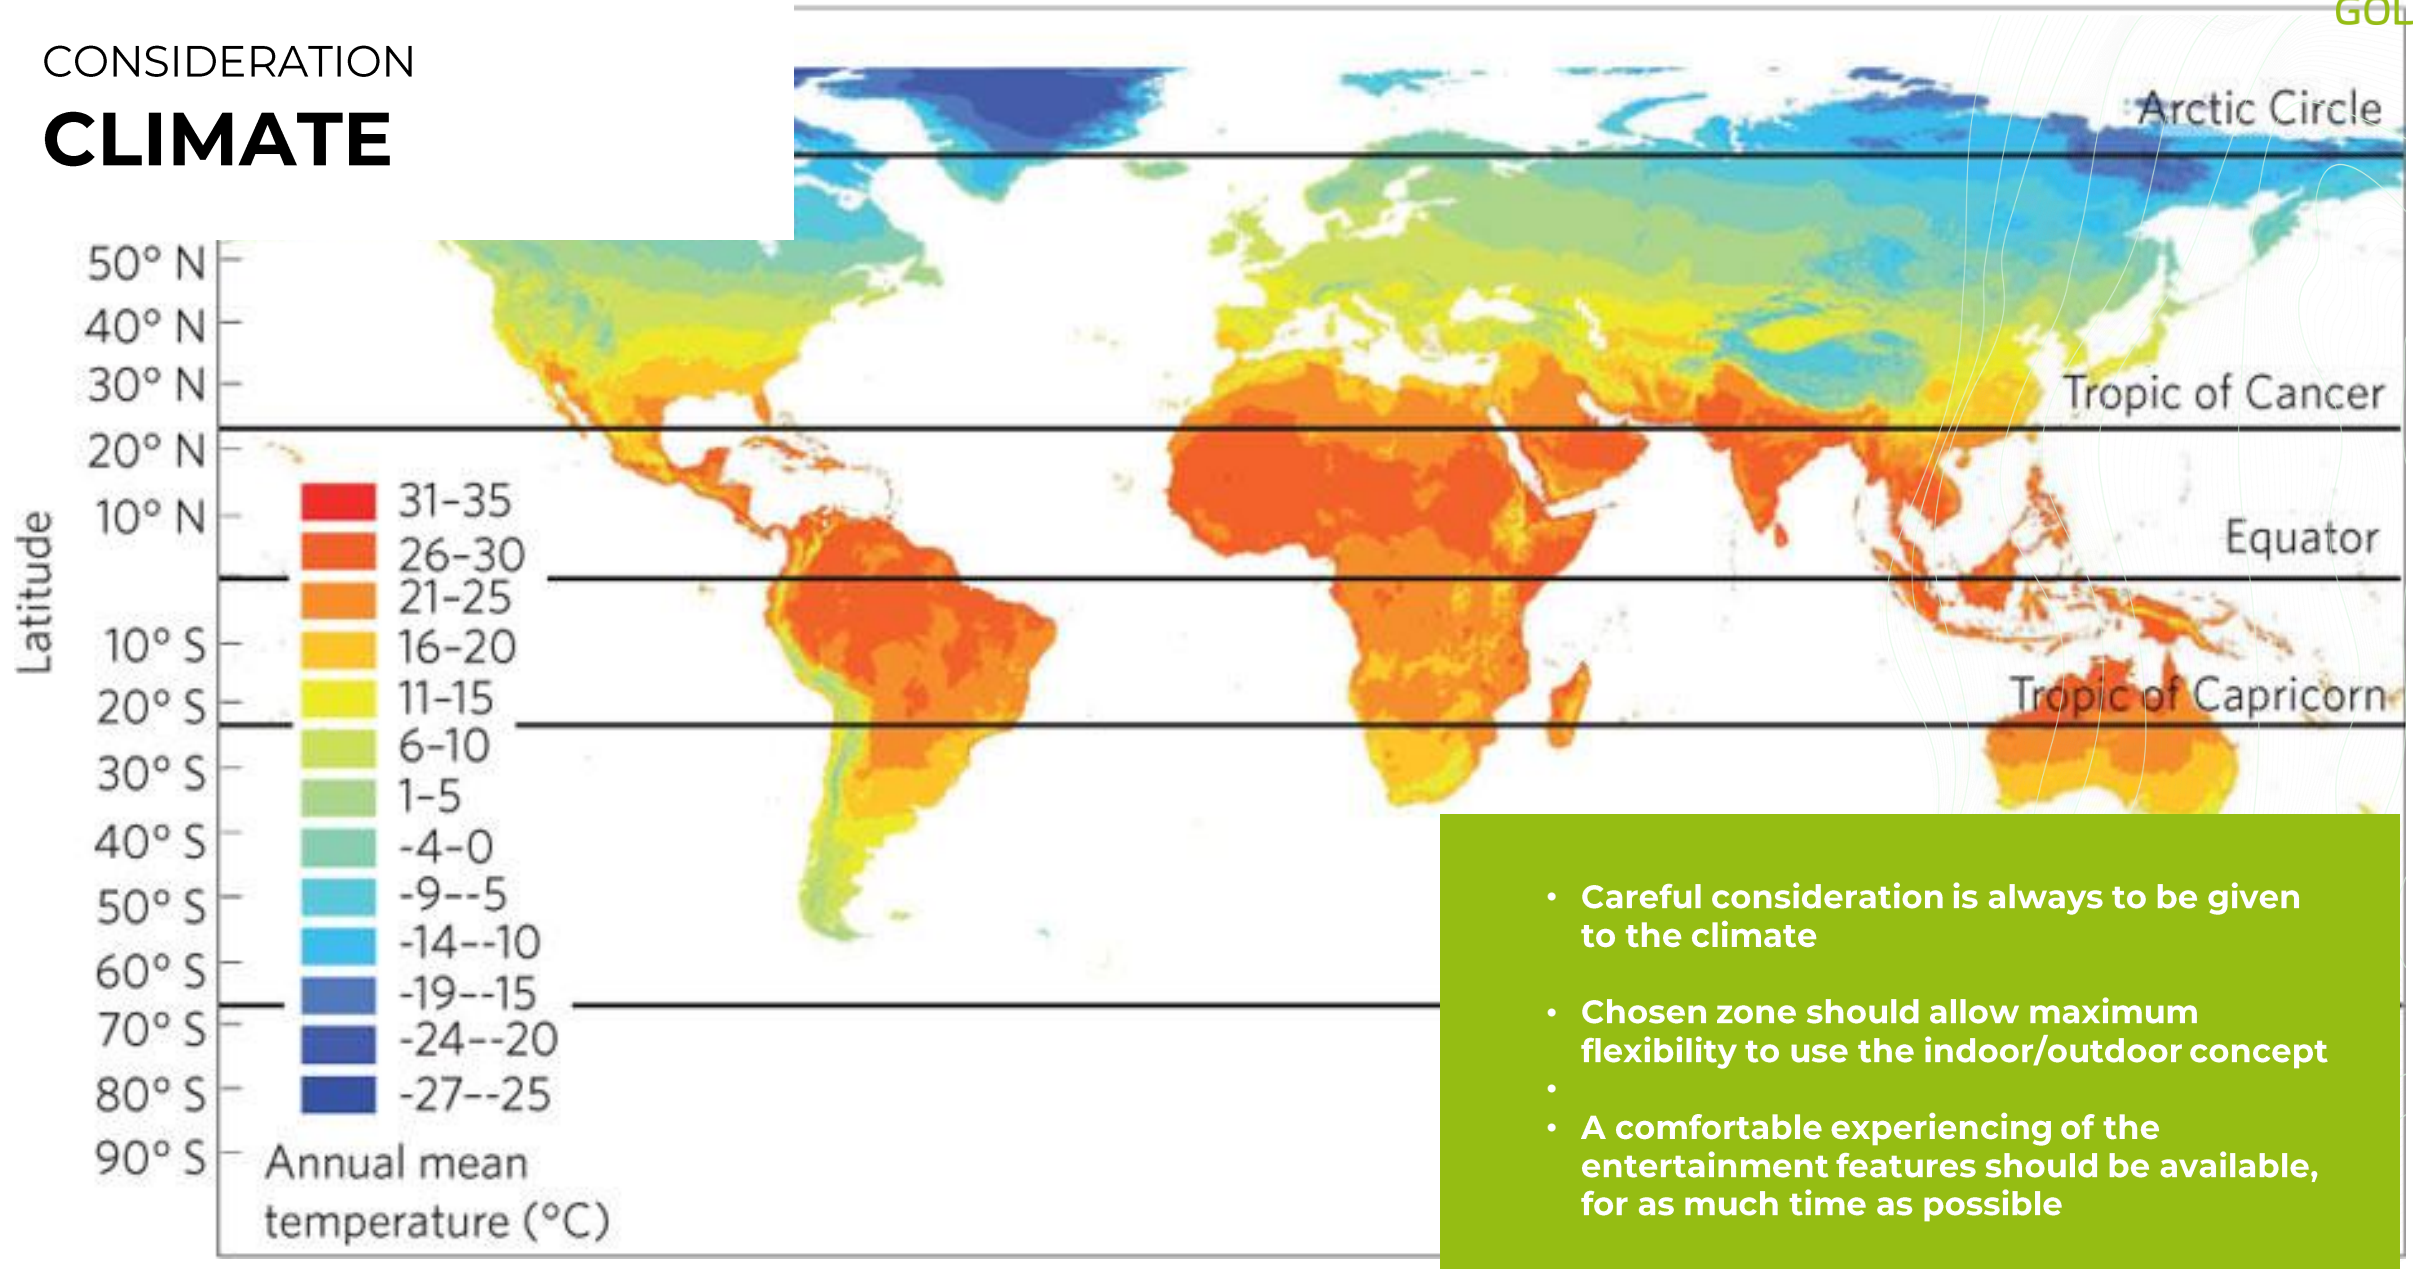 GOL
CONSIDERATION
CLIMATE
Arctic Circle
Tropic of Cancer
Equator
Tropic of Capricorn
Latitude
50° N
40° N
30° N
20° N
10° N
10° S
20° S
30° S
40° S
50° S
60° S
70° S
80° S
90° S
31–35
26–30
21–25
16–20
11–15
6–10
1–5
-4–0
-9–-5
-14–-10
-19–-15
-24–-20
-27–-25
Annual mean
temperature (°C)
• Careful consideration is always to be given
to the climate
• Chosen zone should allow maximum
flexibility to use the indoor/outdoor concept
•
• A comfortable experiencing of the
entertainment features should be available,
for as much time as possible